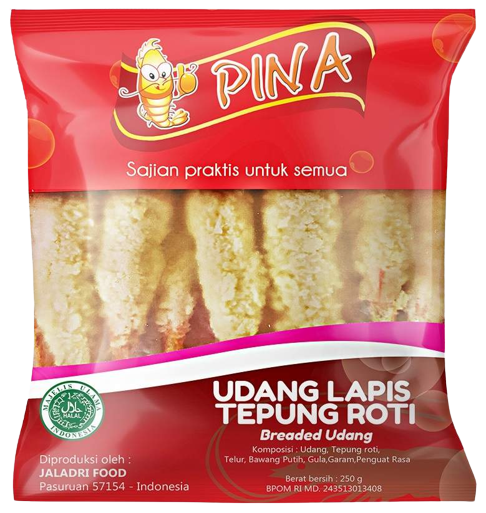 PINA
Sajian praktis untuk semua
MAJELIS ULAMA
حلال
HALAL
INDONESIA
Diproduksi oleh :
JALADRI FOOD
Pasuruan 57154 - Indonesia
UDANG LAPIS
TEPUNG ROTI
Breaded Udang
Komposisi : Udang, Tepung roti,
Telur, Bawang Putih, Gula,Garam,Penguat Rasa
Berat bersih : 250 g
BPOM RI MD. 243513013408